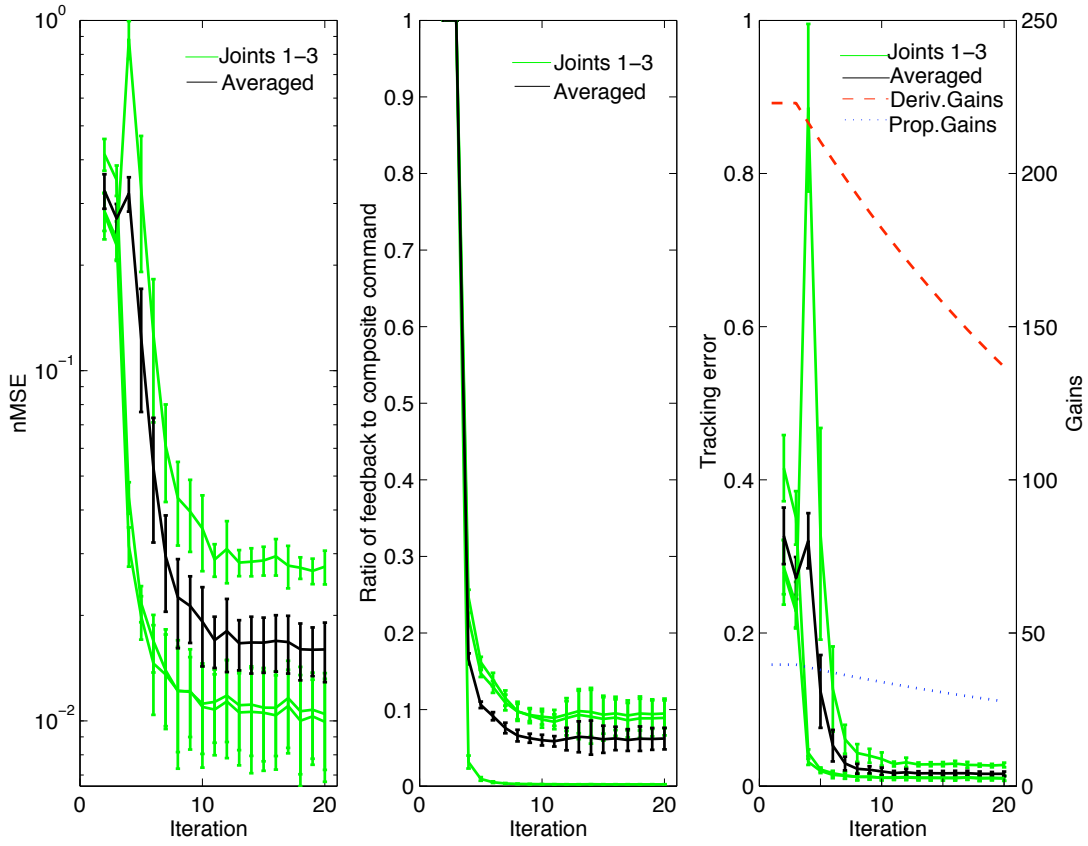 10^0
10^-1
10^-2
nMSE
0
10
20
Iteration
Joints 1−3
Averaged
1
0.9
0.8
0.7
0.6
0.5
0.4
0.3
0.2
0.1
0
Ratio of feedback to composite command
0
10
20
Iteration
Joints 1−3
Averaged
1
0.8
0.6
0.4
0.2
0
Tracking error
0
10
20
Iteration
Joints 1−3
Averaged
Deriv.Gains
Prop.Gains
250
200
150
100
50
0
Gains